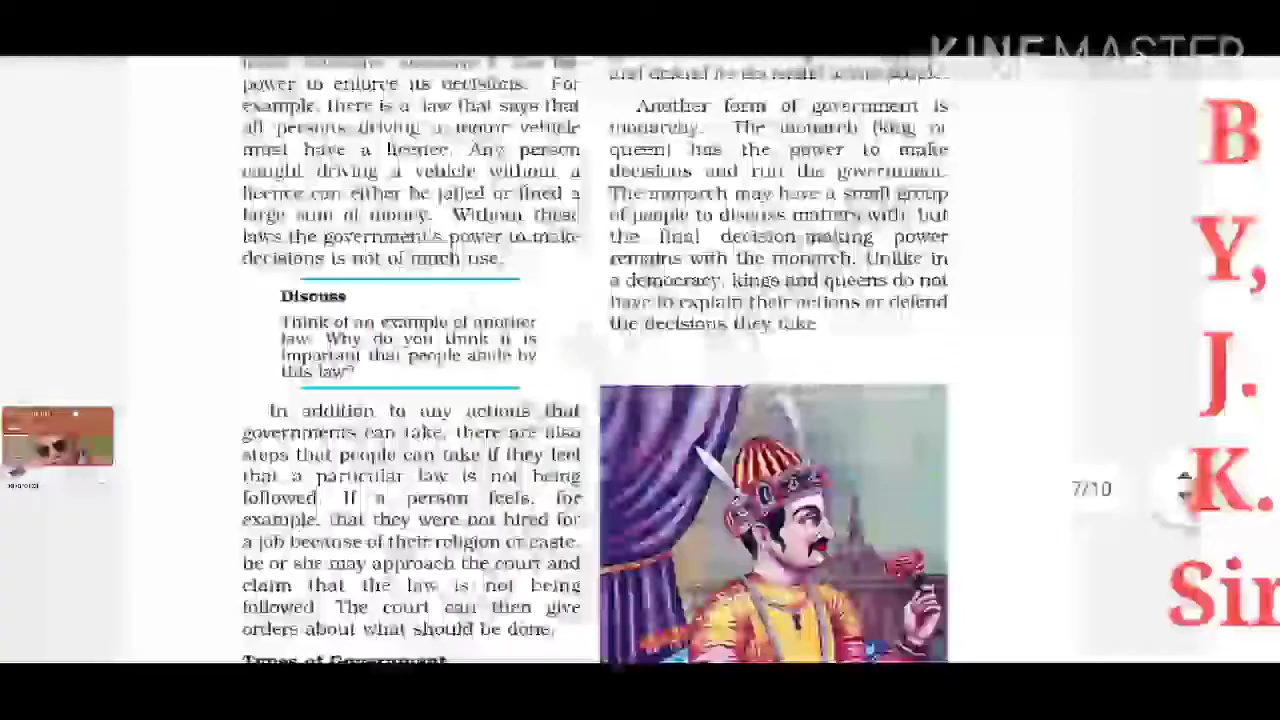 KINEMASTER
power to enforce its decisions. For
example, there is a law that says that
all persons driving a motor vehicle
must have a licence. Any person
caught driving a vehicle without a
licence can either be jailed or fined a
large sum of money. Without these
laws the government's power to make
decisions is not of much use.
Discuss
Think of an example of another
law. Why do you think it is
important that people abide by
this law?
In addition to any actions that
governments can take, there are also
steps that people can take if they feel
that a particular law is not being
followed. If a person feels, for
example, that they were not hired for
a job because of their religion or caste,
he or she may approach the court and
claim that the law is not being
followed. The court can then give
orders about what should be done.
Types of Government
Another form of government is
monarchy. The monarch (king or
queen) has the power to make
decisions and run the government.
The monarch may have a small group
of people to discuss matters with but
the final decision-making power
remains with the monarch. Unlike in
a democracy, kings and queens do not
have to explain their actions or defend
the decisions they take.
7/10
B
Y,
J.
K.
Sir